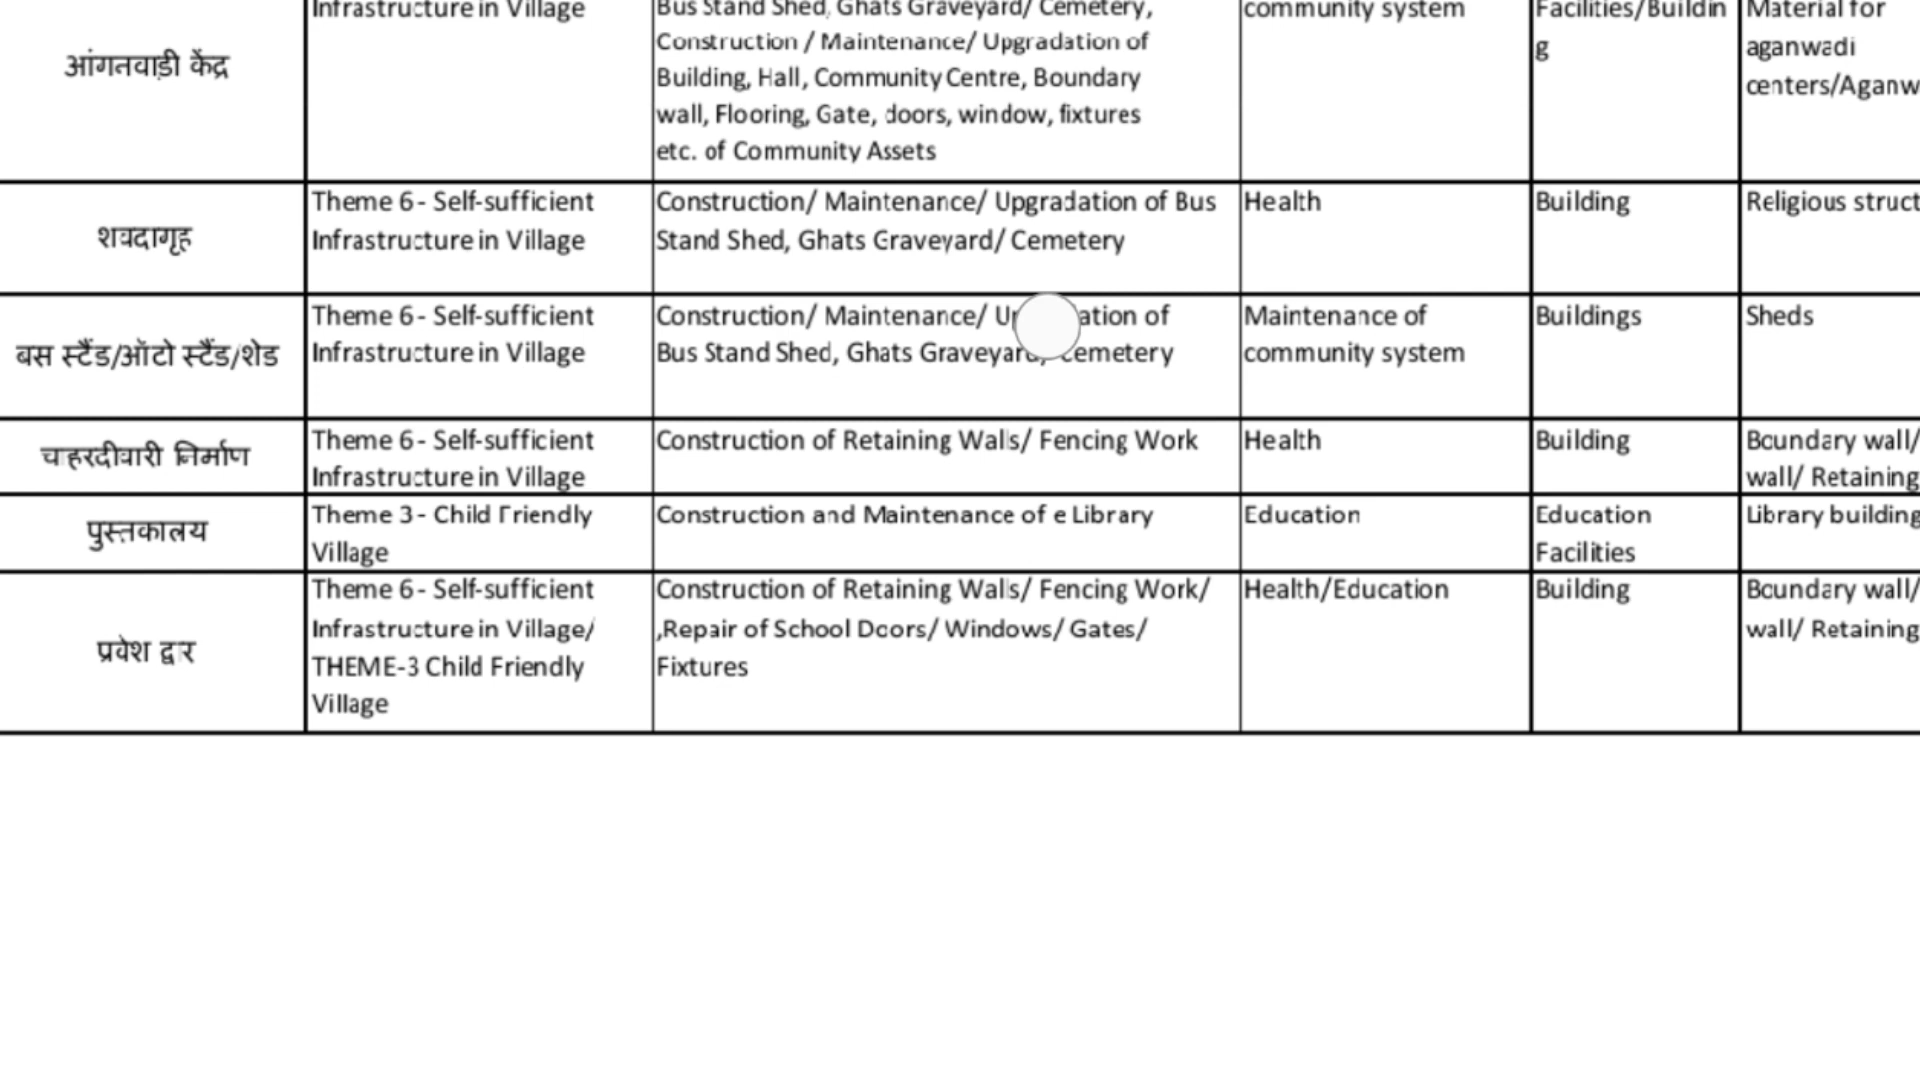 आंगनवाड़ी केंद्र
Infrastructure in Village
Bus Stand Shed, Ghats Graveyard/ Cemetery,
Construction / Maintenance/ Upgradation of
Building, Hall, Community Centre, Boundary
wall, Flooring, Gate, doors, window, fixtures
etc. of Community Assets
community system
Facilities/Buildin
g
Material for
aganwadi
centers/Aganw
शवदागृह
Theme 6 - Self-sufficient
Infrastructure in Village
Construction/ Maintenance/ Upgradation of Bus
Stand Shed, Ghats Graveyard/ Cemetery
Health
Building
Religious struct
बस स्टैंड/ऑटो स्टैंड/शेड
Theme 6 - Self-sufficient
Infrastructure in Village
Construction/ Maintenance/ of
Bus Stand Shed, Ghats
Maintenance of
community system
Buildings
Sheds
चाहरदीवारी निर्माण
Theme 6 - Self-sufficient
Infrastructure in Village
Construction of Retaining Walls/ Fencing Work
Health
Building
Boundary wall/
wall/ Retaining
पुस्तकालय
Theme 3 - Child Friendly
Village
Construction and Maintenance of e Library
Education
Education
Facilities
Library building
प्रवेश द्वार
Theme 6 - Self-sufficient
Infrastructure in Village/
THEME-3 Child Friendly
Village
Construction of Retaining Walls/ Fencing Work/
,Repair of School Doors/ Windows/ Gates/
Fixtures
Health/Education
Building
Boundary wall/
wall/ Retaining